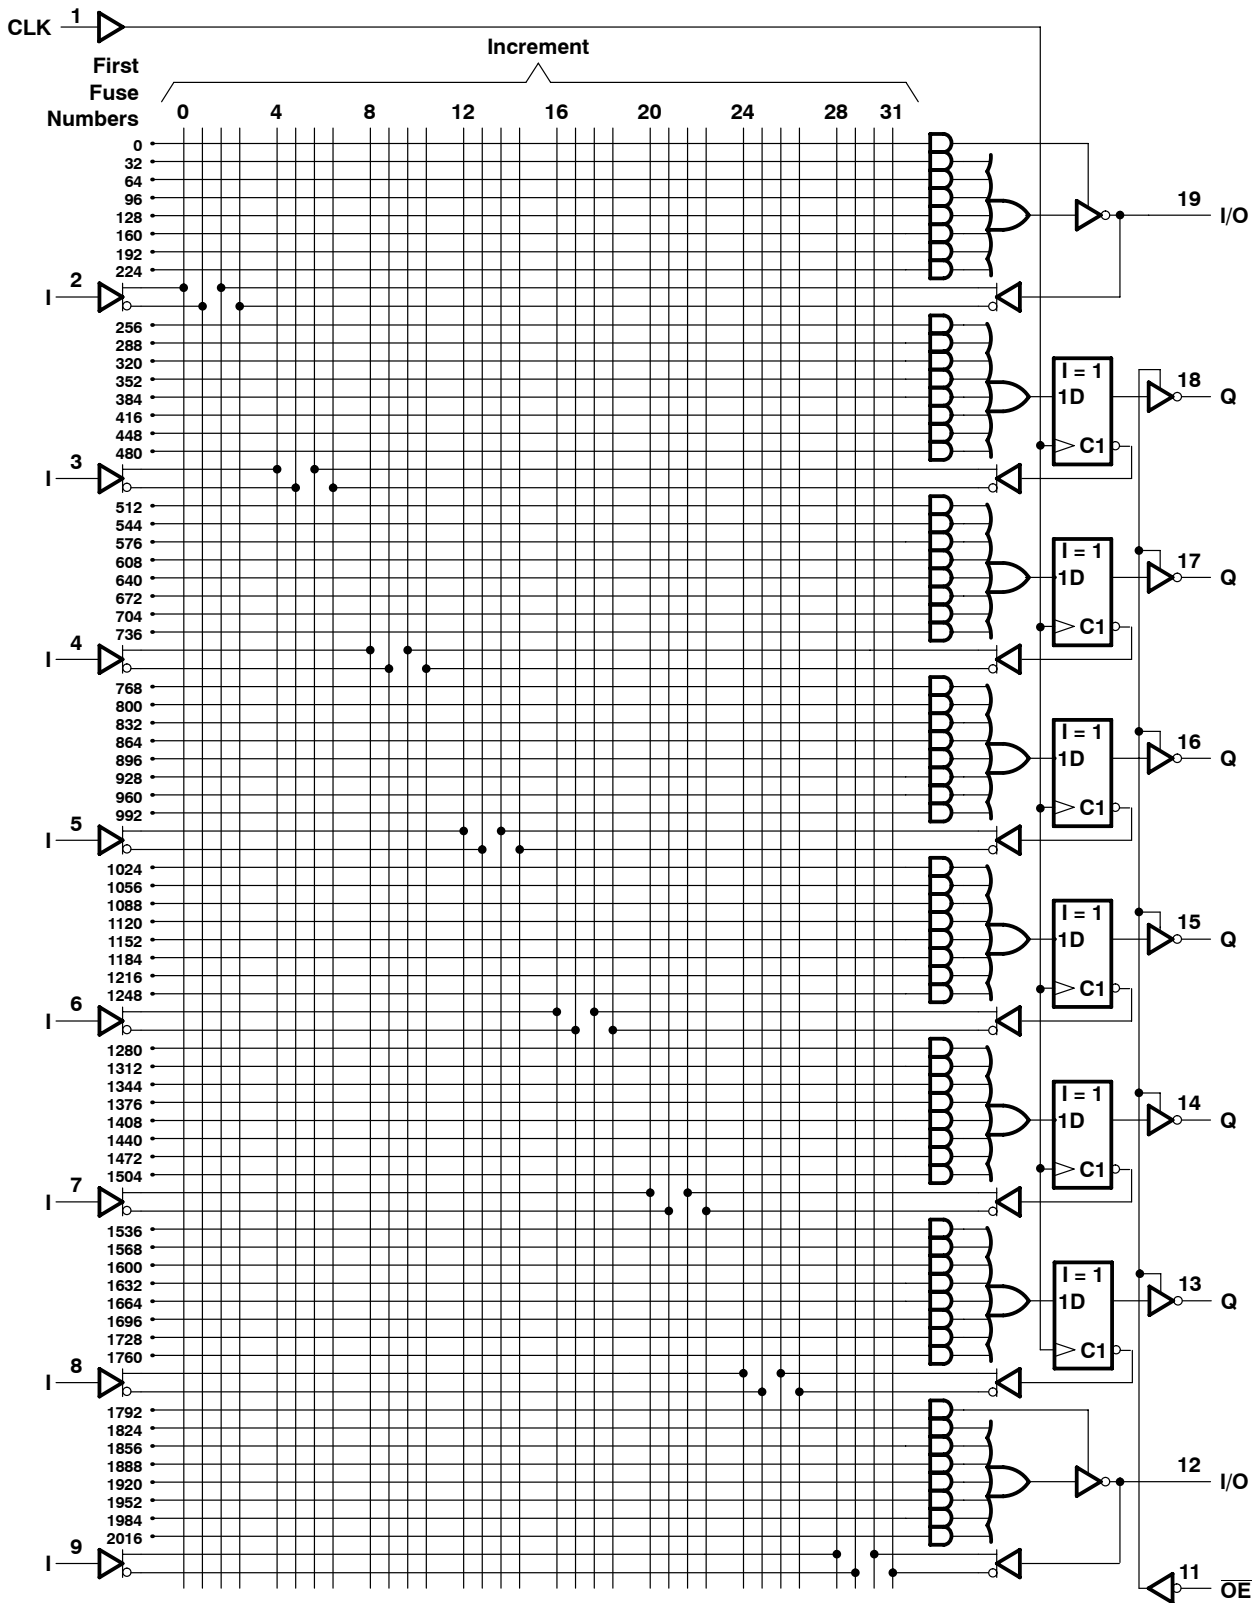 CLK 1
Increment
First
Fuse
Numbers
0 4 8 12 16 20 24 28 31
0
32
64
96
128
160
192
224
19 I/O
I 2
256
288
320
352
384
416
448
480
I = 1
1D
C1
18 Q
I 3
512
544
576
608
640
672
704
736
I = 1
1D
C1
17 Q
I 4
768
800
832
864
896
928
960
992
I = 1
1D
C1
16 Q
I 5
1024
1056
1088
1120
1152
1184
1216
1248
I = 1
1D
C1
15 Q
I 6
1280
1312
1344
1376
1408
1440
1472
1504
I = 1
1D
C1
14 Q
I 7
1536
1568
1600
1632
1664
1696
1728
1760
I = 1
1D
C1
13 Q
I 8
1792
1824
1856
1888
1920
1952
1984
2016
12 I/O
I 9
11 O̅E̅